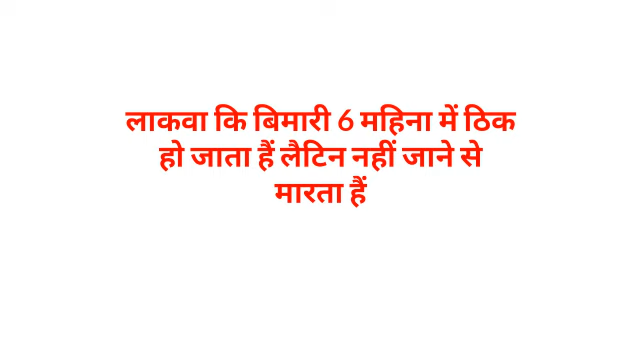 लाकवा कि बिमारी 6 महिना में ठिक
हो जाता हैं लैटिन नहीं जाने से
मारता हैं